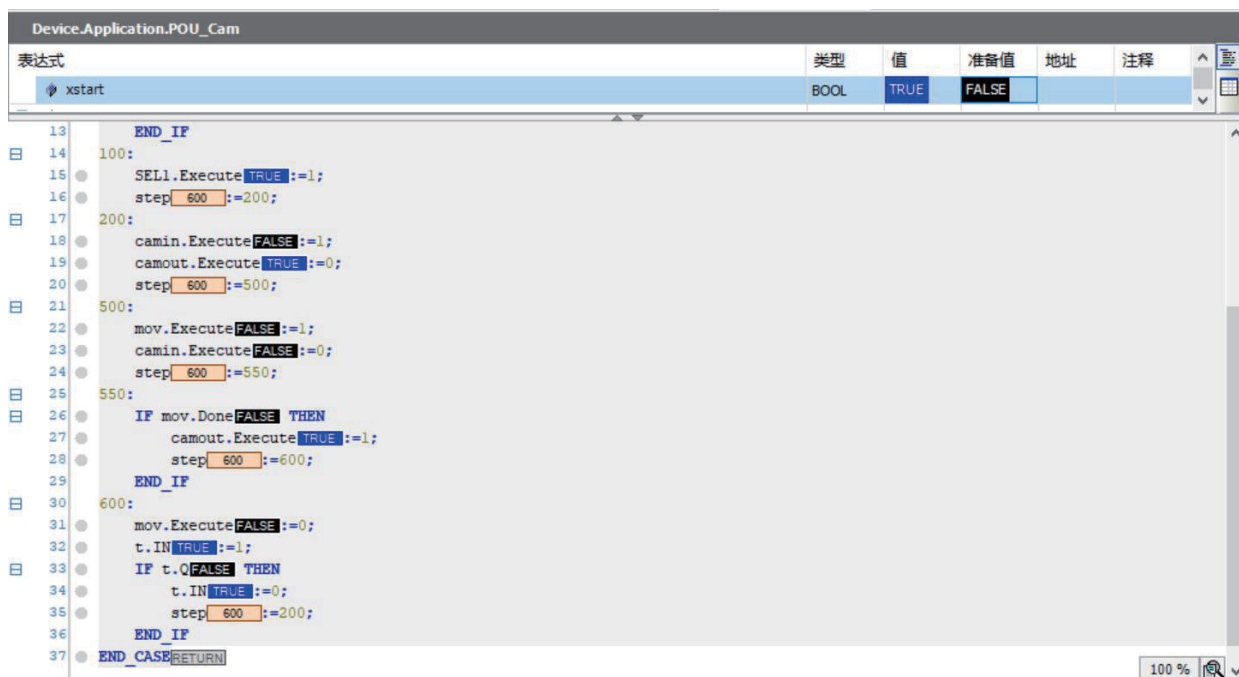 Device.Application.POU_Cam
表达式 类型 值 准备值 地址 注释
xstart BOOL TRUE FALSE
13 END_IF
14 100:
15 SEL1.Execute TRUE :=1;
16 step 600 :=200;
17 200:
18 camin.Execute FALSE :=1;
19 camout.Execute TRUE :=0;
20 step 600 :=500;
21 500:
22 mov.Execute FALSE :=1;
23 camin.Execute FALSE :=0;
24 step 600 :=550;
25 550:
26 IF mov.Done FALSE THEN
27 camout.Execute TRUE :=1;
28 step 600 :=600;
29 END_IF
30 600:
31 mov.Execute FALSE :=0;
32 t.IN TRUE :=1;
33 IF t.Q FALSE THEN
34 t.IN TRUE :=0;
35 step 600 :=200;
36 END_IF
37 END_CASE RETURN
100 %